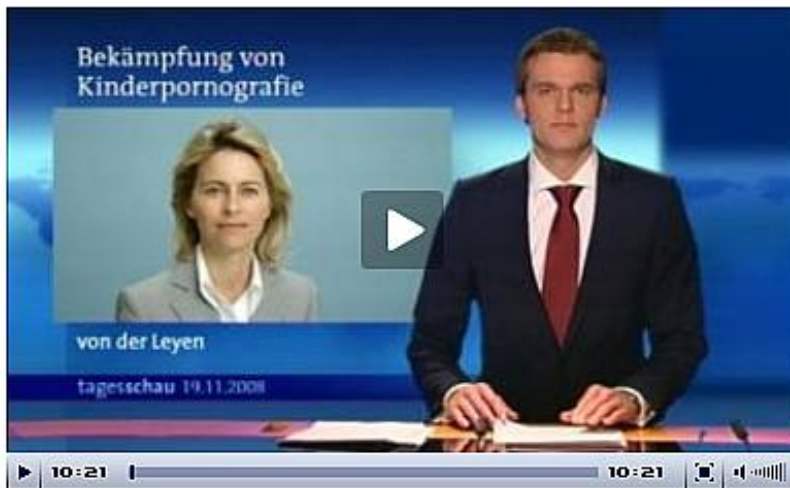 Bekämpfung von
Kinderpornografie
von der Leyen
tagesschau 19.11.2008
10:21 10:21